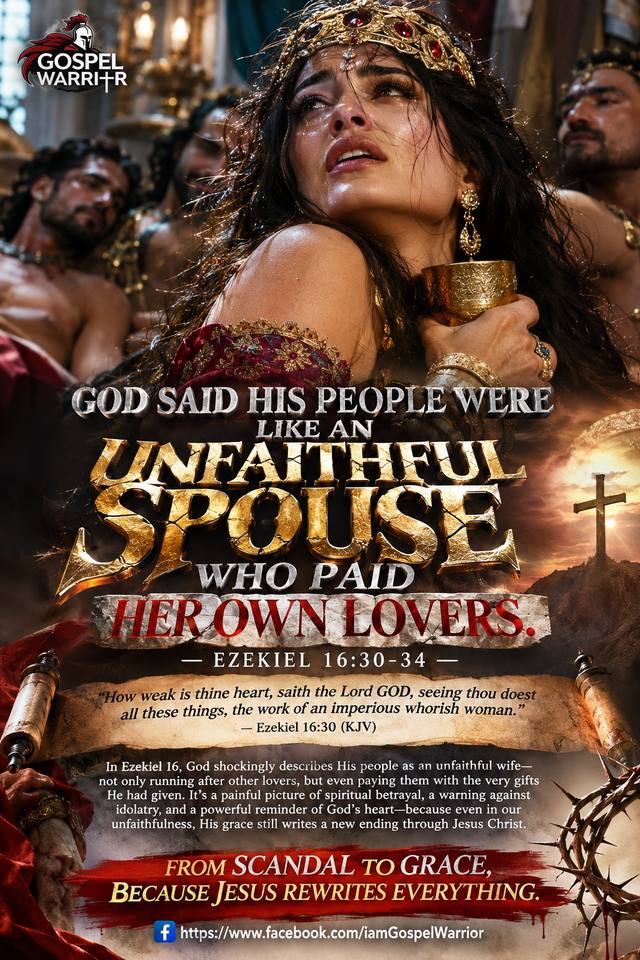 GOSPEL
WARRI✝R
GOD SAID HIS PEOPLE WERE
LIKE AN
UNFAITHFUL
SPOUSE
WHO PAID
HER OWN LOVERS.
— EZEKIEL 16:30-34 —
“How weak is thine heart, saith the Lord GOD, seeing thou doest
all these things, the work of an imperious whorish woman.”
— Ezekiel 16:30 (KJV)
In Ezekiel 16, God shockingly describes His people as an unfaithful wife—
not only running after other lovers, but even paying them with the very gifts
He had given. It’s a painful picture of spiritual betrayal, a warning against
idolatry, and a powerful reminder of God’s heart—because even in our
unfaithfulness, His grace still writes a new ending through Jesus Christ.
FROM SCANDAL TO GRACE,
BECAUSE JESUS REWRITES EVERYTHING.
f https://www.facebook.com/iamGospelWarrior